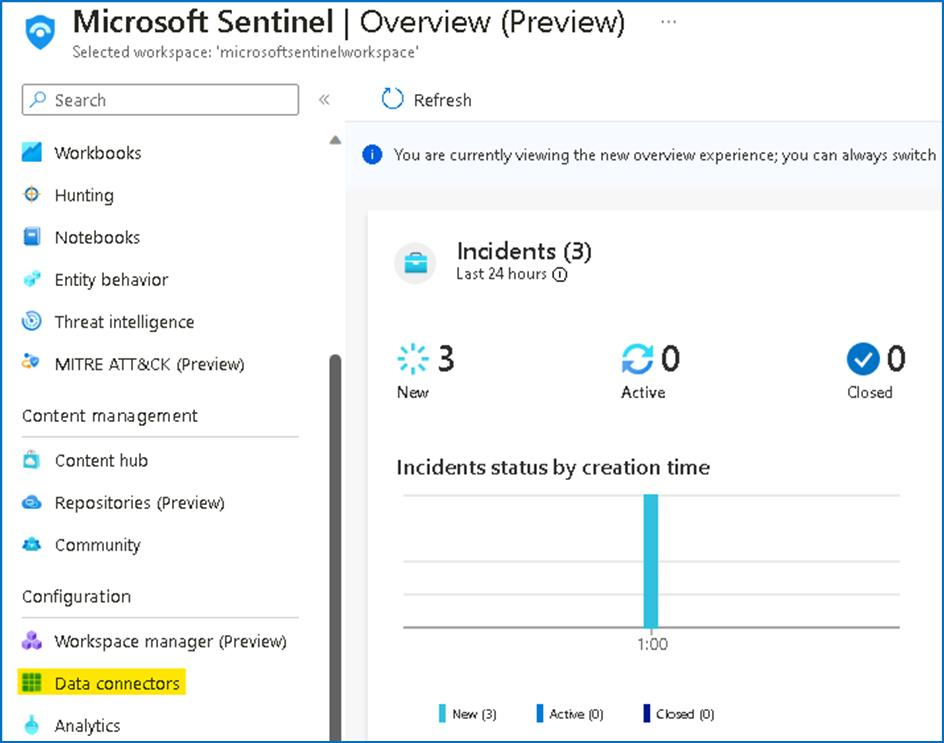 Microsoft Sentinel | Overview (Preview) ...
Selected workspace: 'microsoftsentinelworkspace'
Search «
Refresh
Workbooks
Hunting
Notebooks
Entity behavior
Threat intelligence
MITRE ATT&CK (Preview)
Content management
Content hub
Repositories (Preview)
Community
Configuration
Workspace manager (Preview)
Data connectors
Analytics
You are currently viewing the new overview experience; you can always switch
Incidents (3)
Last 24 hours
3
New
0
Active
0
Closed
Incidents status by creation time
1:00
New (3) Active (0) Closed (0)